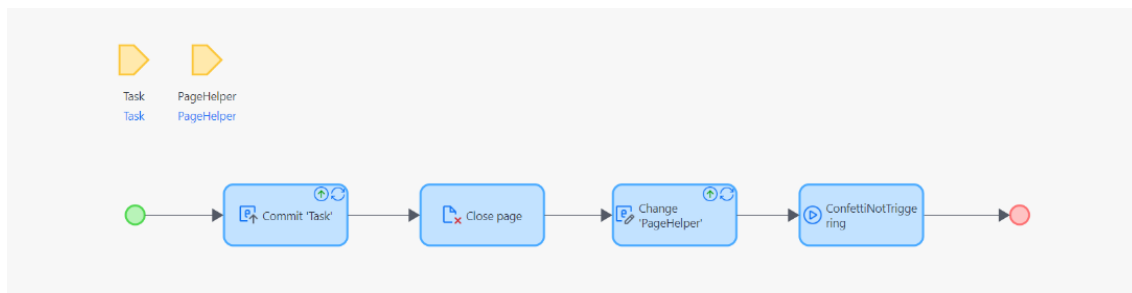 Task
PageHelper
Task
PageHelper
Commit 'Task'
Close page
Change
'PageHelper'
ConfettiNotTrigge
ring